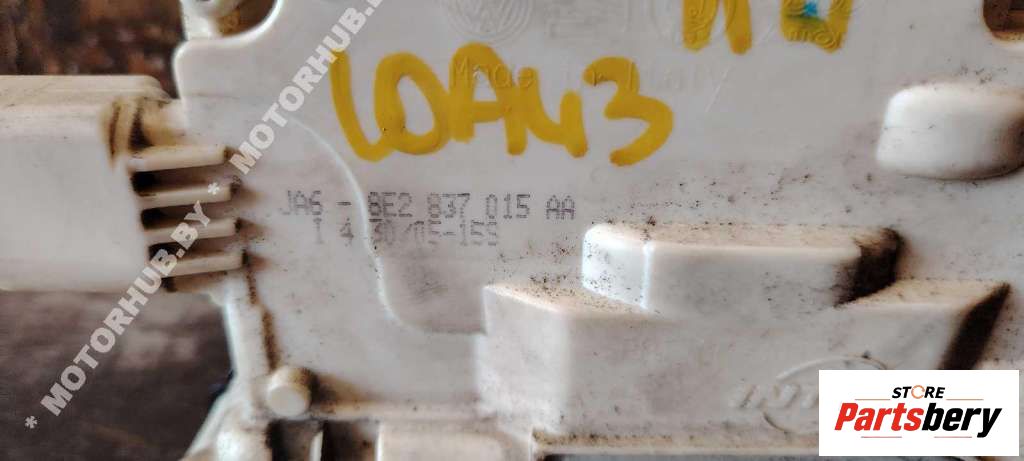 Made in Italy
LOA43
JA6 - 8E2 837 015 AA
* MOTORHUB.BY * MOTORHUB.BY
STORE
Partsbery